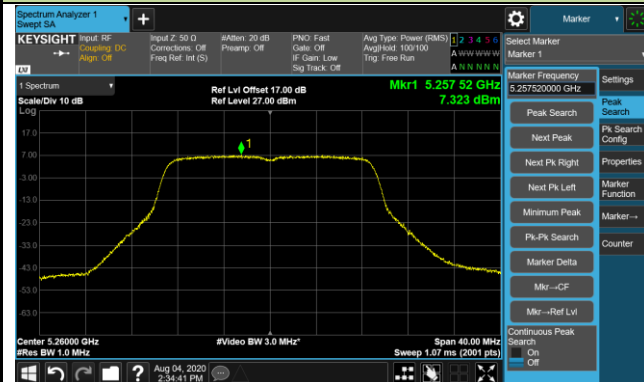 Spectrum Analyzer 1
Swept SA
Marker
KEYSIGHT Input: RF Input Z: 50 Ω #Atten: 20 dB PNO: Fast Avg Type: Power (RMS) 1 2 3 4 5 6
Coupling: DC Corrections: Off Preamp: Off Gate: Off Avg|Hold: 100/100 A W W W W W
Align: Off Freq Ref: Int (S) IF Gain: Low Trig: Free Run A N N N N N
Sig Track: Off
LXI
Select Marker
Marker 1
1 Spectrum
Scale/Div 10 dB
Log
Ref Lvl Offset 17.00 dB
Ref Level 27.00 dBm
Mkr1 5.257 52 GHz
7.323 dBm
17.0
7.00
-3.00
-13.0
-23.0
-33.0
-43.0
-53.0
-63.0
1
Center 5.26000 GHz #Video BW 3.0 MHz* Span 40.00 MHz
#Res BW 1.0 MHz Sweep 1.07 ms (2001 pts)
Marker Frequency
5.257520000 GHz
Peak Search
Next Peak
Next Pk Right
Next Pk Left
Minimum Peak
Pk-Pk Search
Marker Delta
Mkr→CF
Mkr→Ref Lvl
Continuous Peak
Search
On
Off
Settings
Peak
Search
Pk Search
Config
Properties
Marker
Function
Marker→
Counter
?
Aug 04, 2020
2:34:41 PM